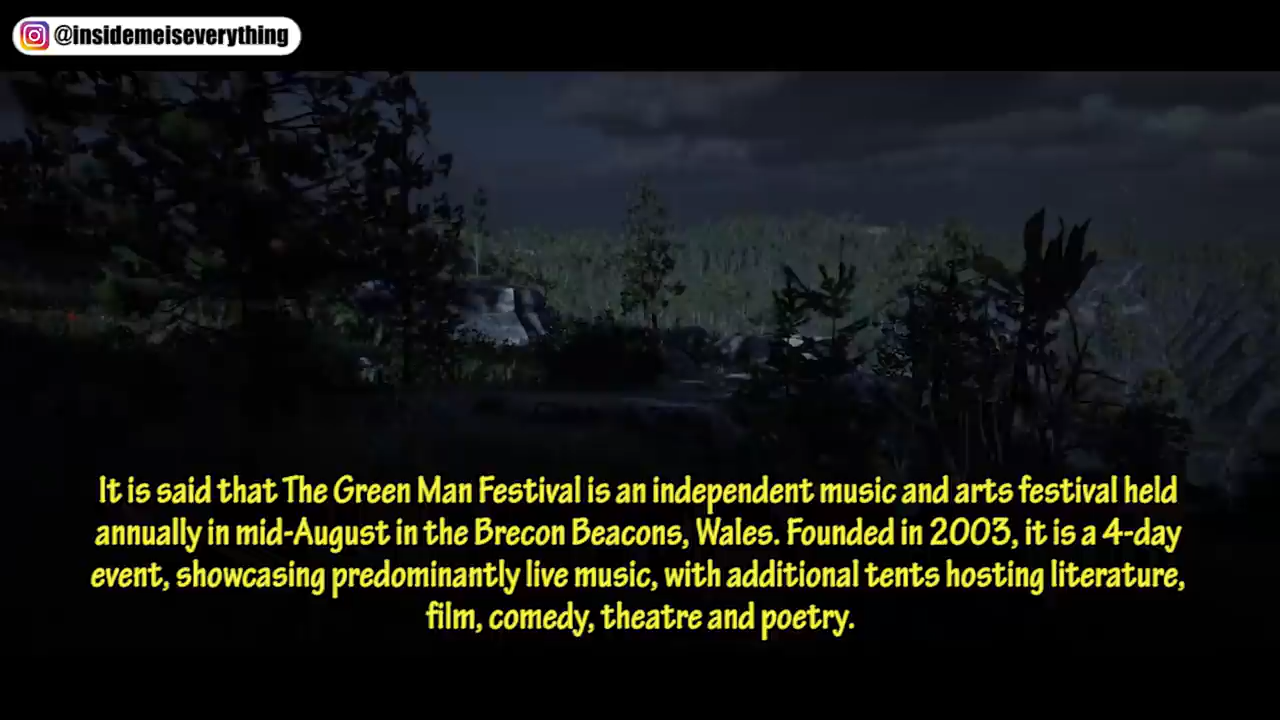 @insidemeiseverything
It is said that The Green Man Festival is an independent music and arts festival held
annually in mid-August in the Brecon Beacons, Wales. Founded in 2003, it is a 4-day
event, showcasing predominantly live music, with additional tents hosting literature,
film, comedy, theatre and poetry.